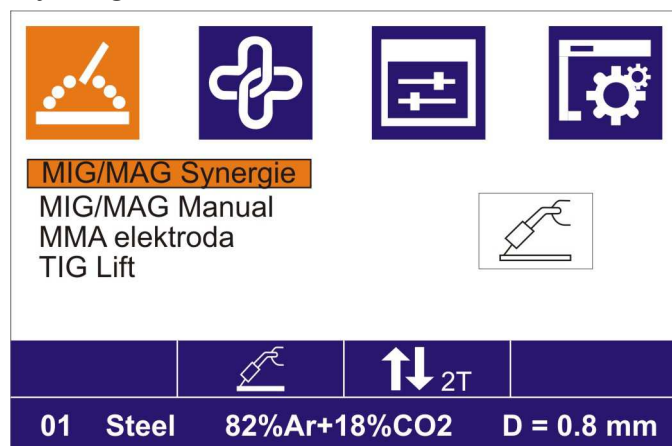 MIG/MAG Synergie
MIG/MAG Manual
MMA elektroda
TIG Lift
2T
01 Steel 82%Ar+18%CO2 D = 0.8 mm